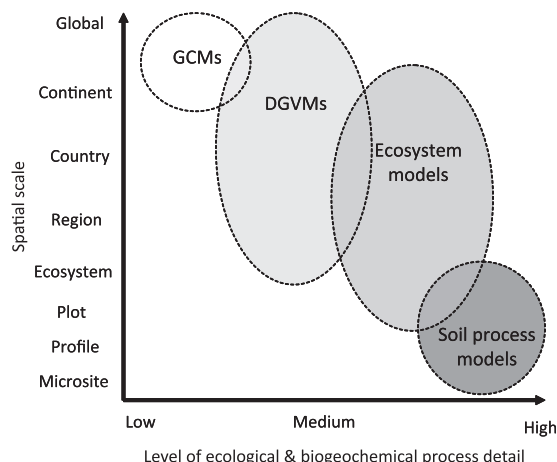 Global
GCMs
Continent
DGVMs
Ecosystem
models
Country
Region
Spatial scale
Ecosystem
Plot
Soil process
models
Profile
Microsite
Low
Medium
High
Level of ecological & biogeochemical process detail